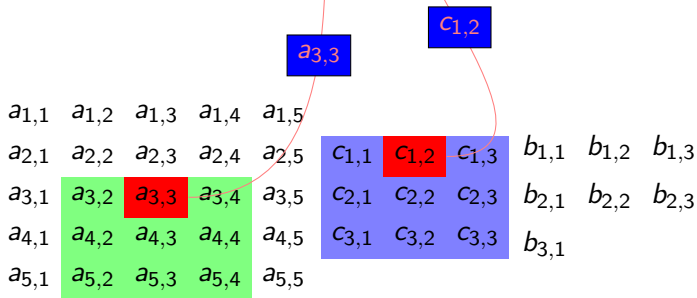 c1,2
a3,3
a1,1 a1,2 a1,3 a1,4 a1,5
a2,1 a2,2 a2,3 a2,4 a2,5
a3,1 a3,2 a3,3 a3,4 a3,5
a4,1 a4,2 a4,3 a4,4 a4,5
a5,1 a5,2 a5,3 a5,4 a5,5
c1,1 c1,2 c1,3
c2,1 c2,2 c2,3
c3,1 c3,2 c3,3
b1,1 b1,2 b1,3
b2,1 b2,2 b2,3
b3,1